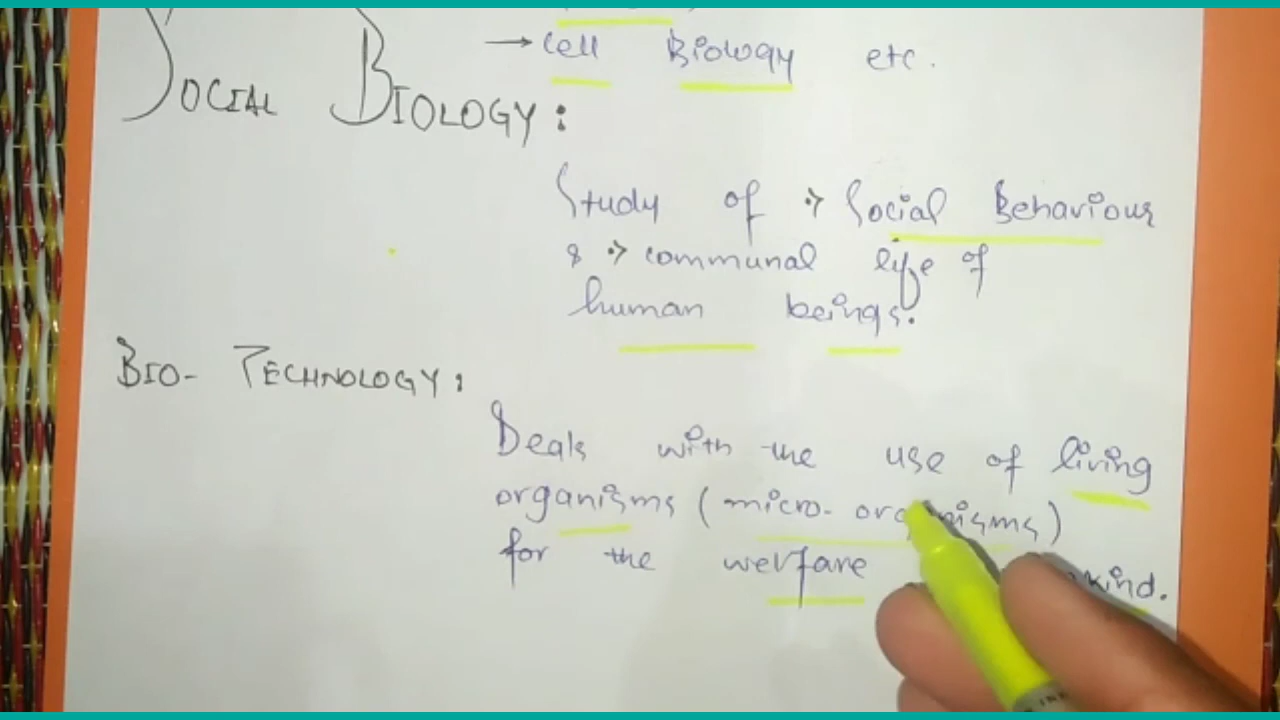 → Cell Biology etc.
SOCIAL BIOLOGY:
Study of :> Social Behaviour
& :> communal life of
human beings.
BIO- TECHNOLOGY:
Deals with the use of living
organisms (micro- organisms)
for the welfare